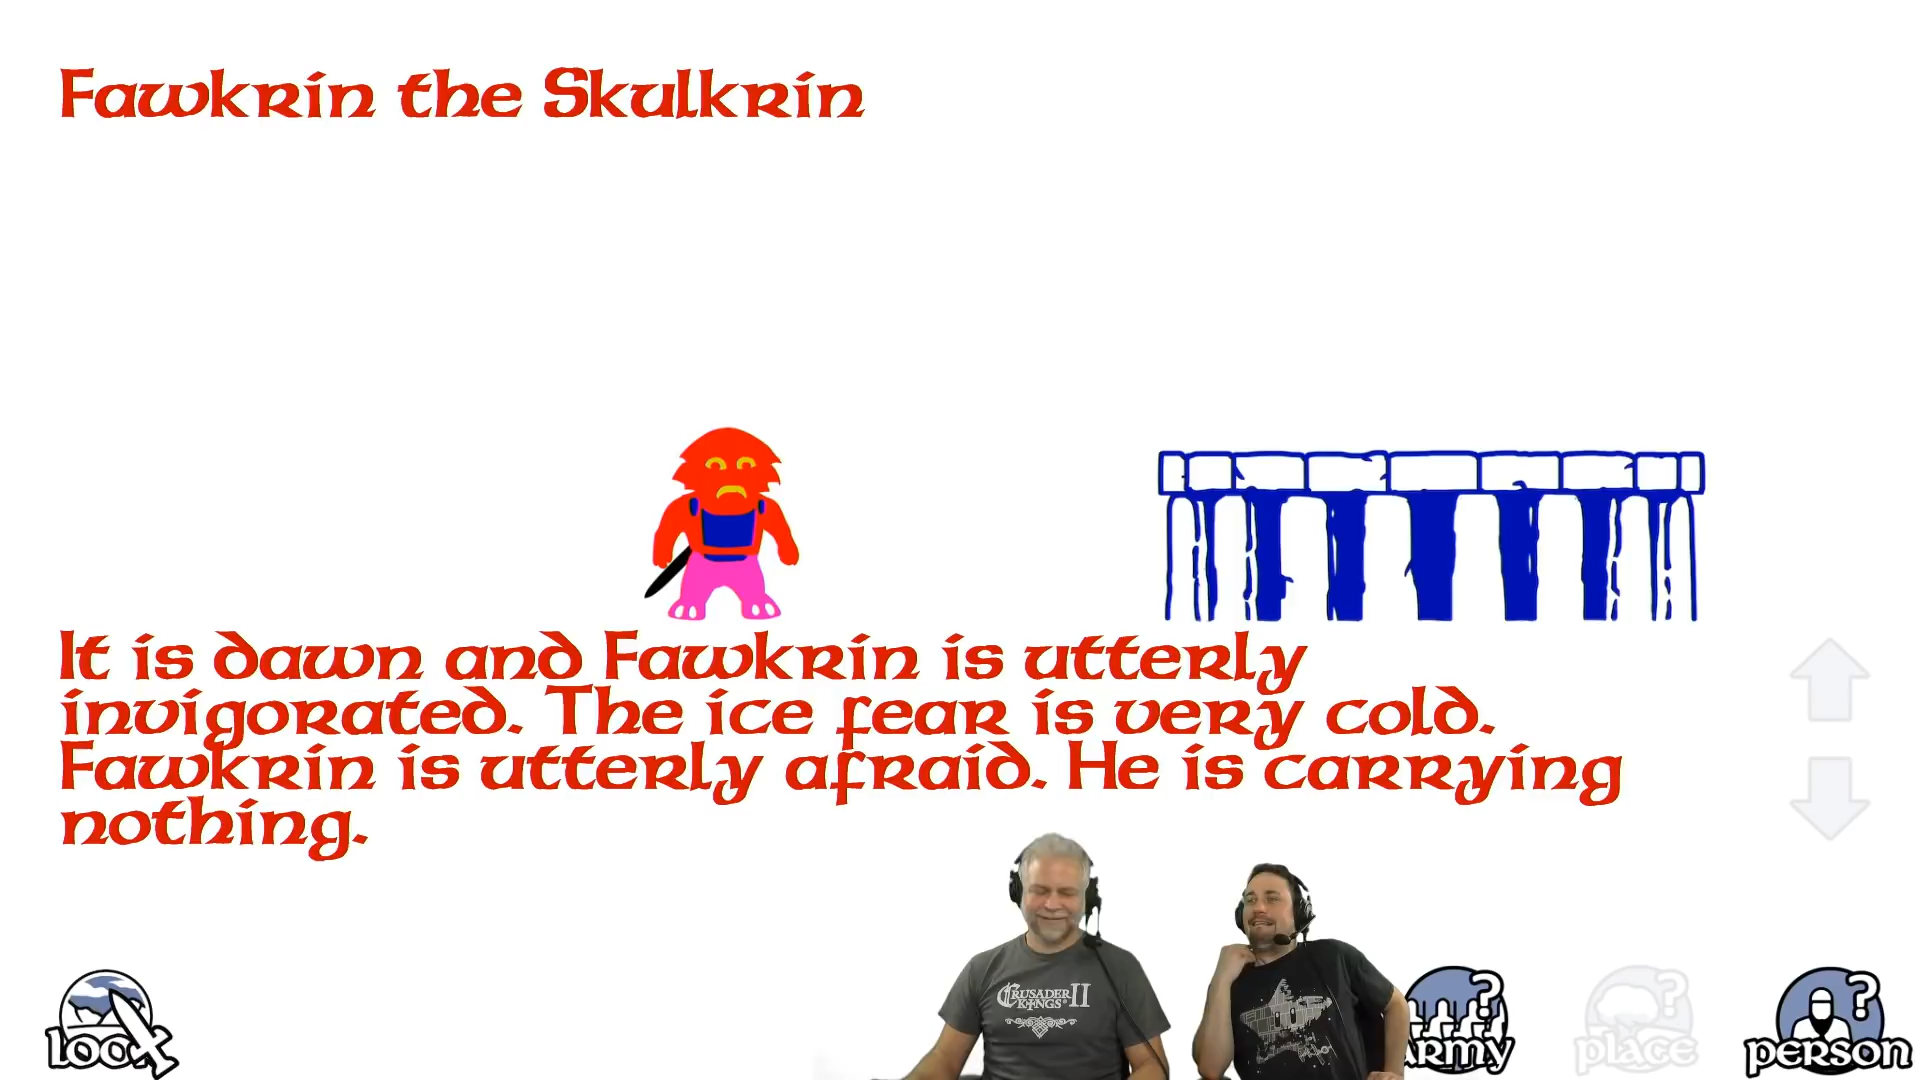 Fawkrin the Skulkrin
It is dawn and Fawkrin is utterly
invigorated. The ice fear is very cold.
Fawkrin is utterly afraid. He is carrying
nothing.
CRUSADER KINGS II
LOOK
ARMY
place
person